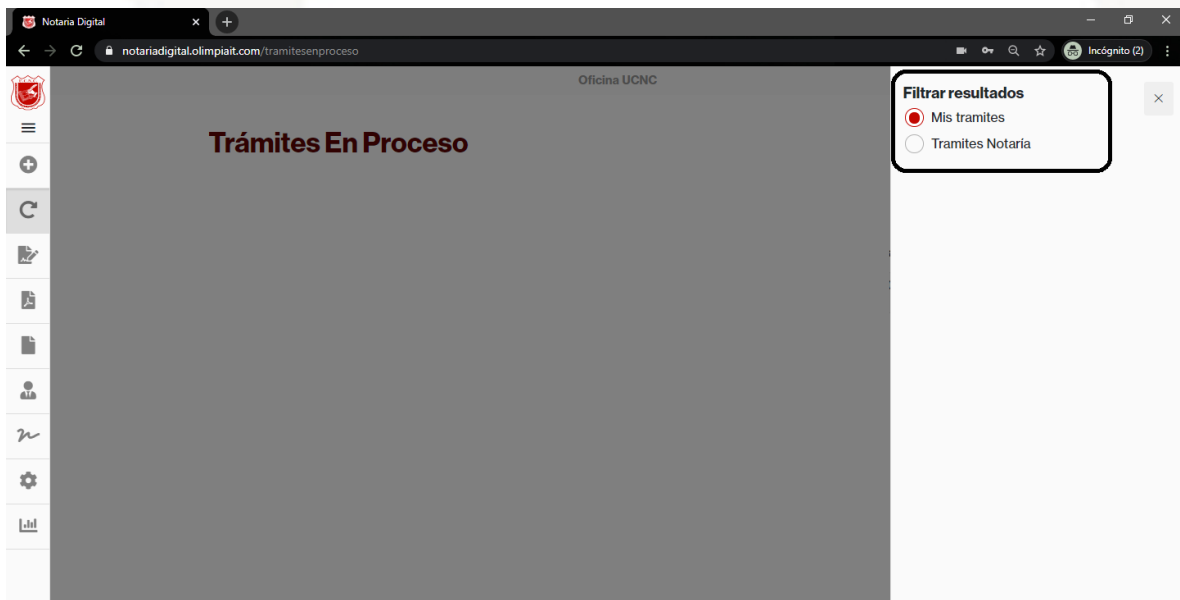 Notaria Digital
notariadigital.olimpiait.com/tramitesenproceso
Incógnito (2)
Oficina UCNC
Trámites En Proceso
Filtrar resultados
Mis tramites
Tramites Notaría